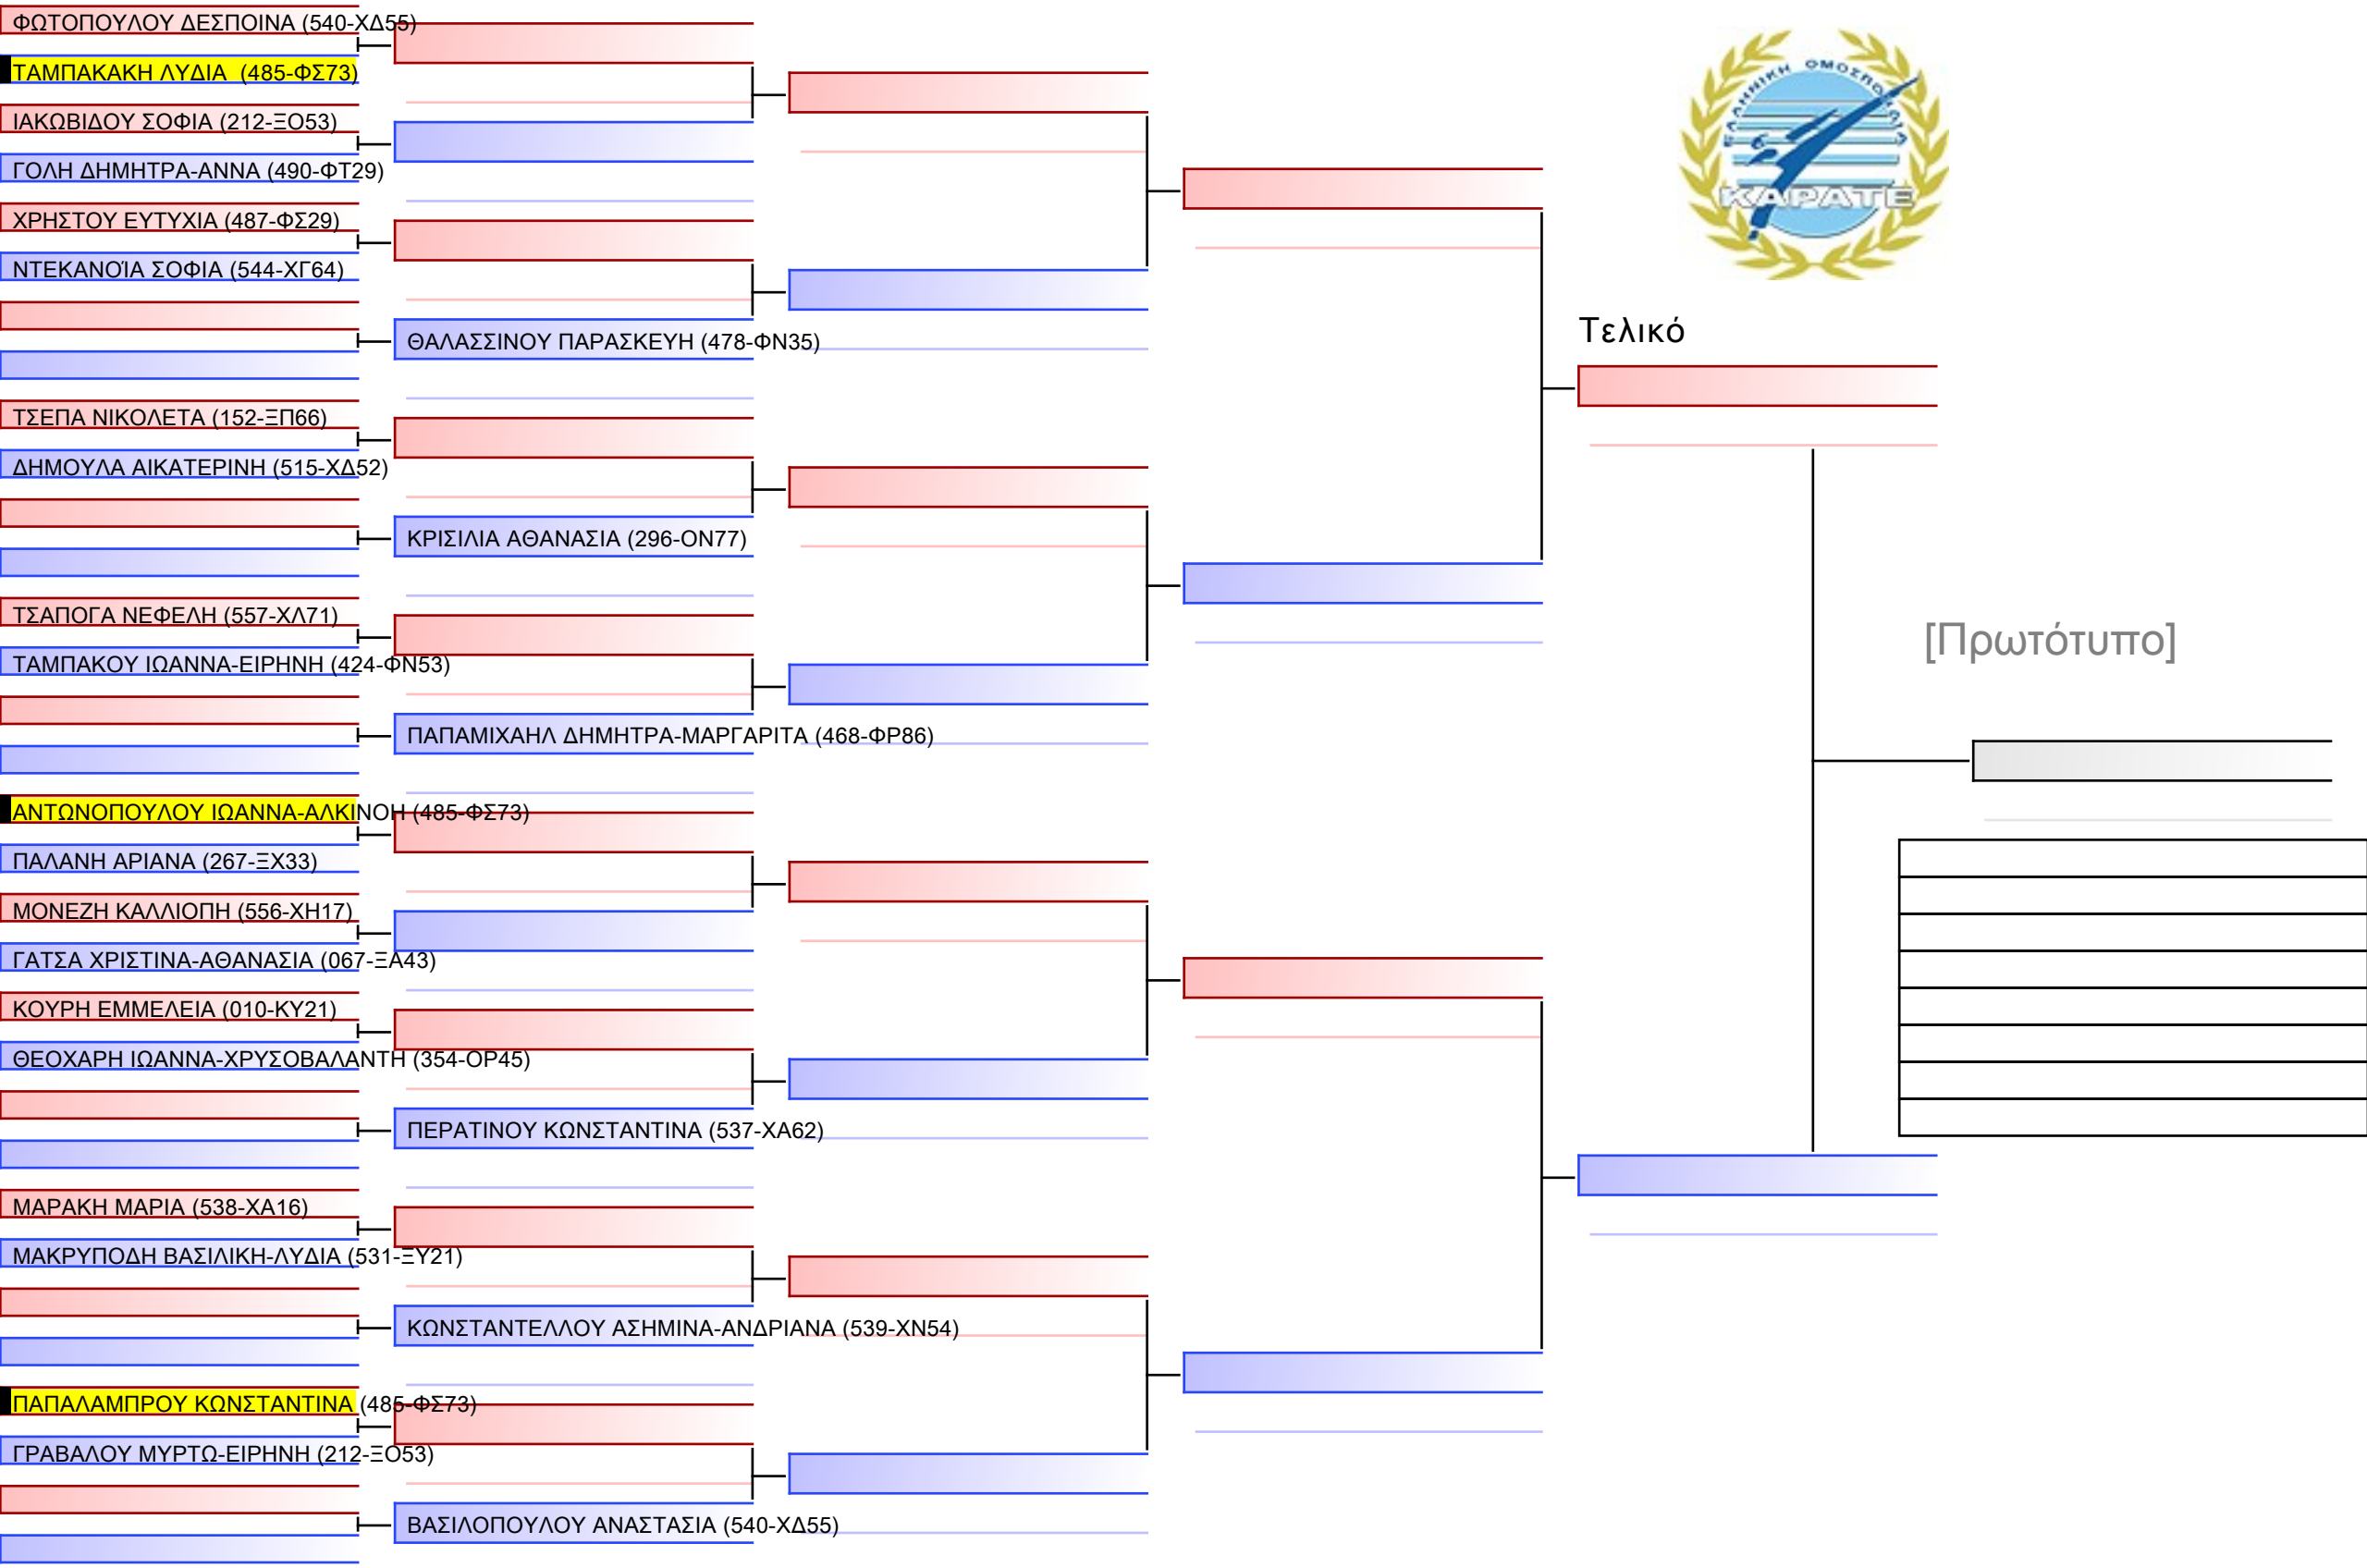 ΦΩΤΟΠΟΥΛΟΥ ΔΕΣΠΟΙΝΑ (540-ΧΔ55)
ΤΑΜΠΑΚΑΚΗ ΛΥΔΙΑ (485-ΦΣ73)
ΙΑΚΩΒΙΔΟΥ ΣΟΦΙΑ (212-ΞΟ53)
ΓΟΛΗ ΔΗΜΗΤΡΑ-ΑΝΝΑ (490-ΦΤ29)
ΧΡΗΣΤΟΥ ΕΥΤΥΧΙΑ (487-ΦΣ29)
ΝΤΕΚΑΝΟΪΑ ΣΟΦΙΑ (544-ΧΓ64)
ΘΑΛΑΣΣΙΝΟΥ ΠΑΡΑΣΚΕΥΗ (478-ΦΝ35)
ΤΣΕΠΑ ΝΙΚΟΛΕΤΑ (152-ΞΠ66)
ΔΗΜΟΥΛΑ ΑΙΚΑΤΕΡΙΝΗ (515-ΧΔ52)
ΚΡΙΣΙΛΙΑ ΑΘΑΝΑΣΙΑ (296-ΟΝ77)
ΤΣΑΠΟΓΑ ΝΕΦΕΛΗ (557-ΧΛ71)
ΤΑΜΠΑΚΟΥ ΙΩΑΝΝΑ-ΕΙΡΗΝΗ (424-ΦΝ53)
ΠΑΠΑΜΙΧΑΗΛ ΔΗΜΗΤΡΑ-ΜΑΡΓΑΡΙΤΑ (468-ΦΡ86)
ΑΝΤΩΝΟΠΟΥΛΟΥ ΙΩΑΝΝΑ-ΑΛΚΙΝΟΗ (485-ΦΣ73)
ΠΑΛΑΝΗ ΑΡΙΑΝΑ (267-ΞΧ33)
ΜΟΝΕΖΗ ΚΑΛΛΙΟΠΗ (556-ΧΗ17)
ΓΑΤΣΑ ΧΡΙΣΤΙΝΑ-ΑΘΑΝΑΣΙΑ (067-ΞΑ43)
ΚΟΥΡΗ ΕΜΜΕΛΕΙΑ (010-ΚΥ21)
ΘΕΟΧΑΡΗ ΙΩΑΝΝΑ-ΧΡΥΣΟΒΑΛΑΝΤΗ (354-ΟΡ45)
ΠΕΡΑΤΙΝΟΥ ΚΩΝΣΤΑΝΤΙΝΑ (537-ΧΑ62)
ΜΑΡΑΚΗ ΜΑΡΙΑ (538-ΧΑ16)
ΜΑΚΡΥΠΟΔΗ ΒΑΣΙΛΙΚΗ-ΛΥΔΙΑ (531-ΞΥ21)
ΚΩΝΣΤΑΝΤΕΛΛΟΥ ΑΣΗΜΙΝΑ-ΑΝΔΡΙΑΝΑ (539-ΧΝ54)
ΠΑΠΑΛΑΜΠΡΟΥ ΚΩΝΣΤΑΝΤΙΝΑ (485-ΦΣ73)
ΓΡΑΒΑΛΟΥ ΜΥΡΤΩ-ΕΙΡΗΝΗ (212-ΞΟ53)
ΒΑΣΙΛΟΠΟΥΛΟΥ ΑΝΑΣΤΑΣΙΑ (540-ΧΔ55)
ΕΛΛΗΝΙΚΗ ΟΜΟΣΠΟΝΔΙΑ
ΚΑΡΑΤΕ
Τελικό
[Πρωτότυπο]